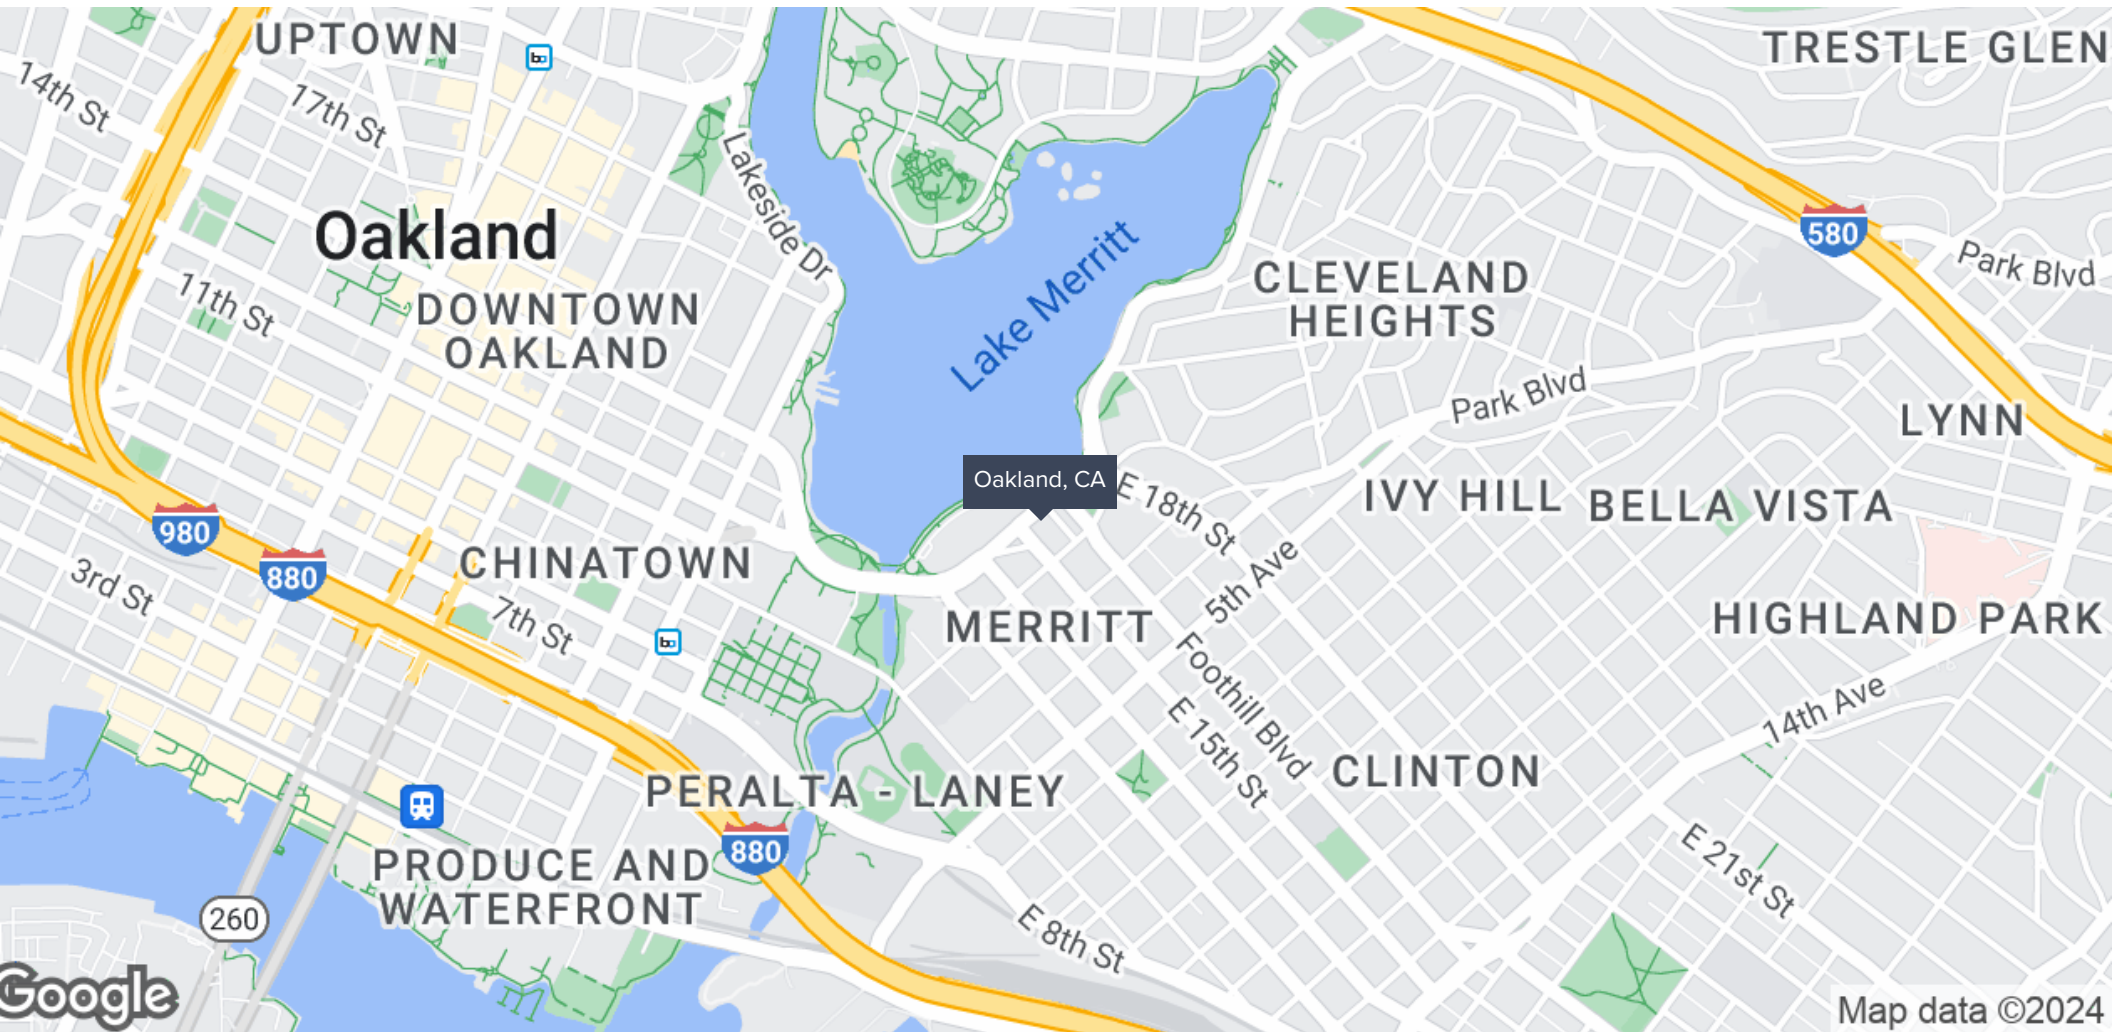 UPTOWN
TRESTLE GLEN
14th St
17th St
Lakeside Dr
580
Park Blvd
Oakland
Lake Merritt
CLEVELAND
HEIGHTS
11th St
DOWNTOWN
OAKLAND
Park Blvd
LYNN
Oakland, CA
E 18th St
IVY HILL
BELLA VISTA
980
880
CHINATOWN
5th Ave
3rd St
7th St
MERRITT
HIGHLAND PARK
Foothill Blvd
E 15th St
14th Ave
PERALTA - LANEY
CLINTON
880
PRODUCE AND
WATERFRONT
E 21st St
260
E 8th St
Google
Map data ©2024